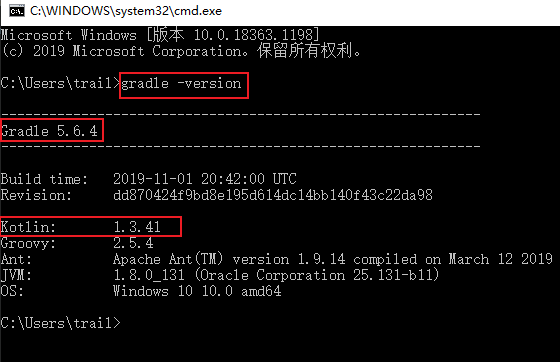 C:\WINDOWS\system32\cmd.exe
Microsoft Windows [版本 10.0.18363.1198]
(c) 2019 Microsoft Corporation。保留所有权利。
C:\Users\trail>gradle -version
------------------------------------------------------------
Gradle 5.6.4
------------------------------------------------------------
Build time:   2019-11-01 20:42:00 UTC
Revision:     dd870424f9bd8e195d614dc14bb140f43c22da98
Kotlin:       1.3.41
Groovy:       2.5.4
Ant:          Apache Ant(TM) version 1.9.14 compiled on March 12 2019
JVM:          1.8.0_131 (Oracle Corporation 25.131-b11)
OS:           Windows 10 10.0 amd64
C:\Users\trail>